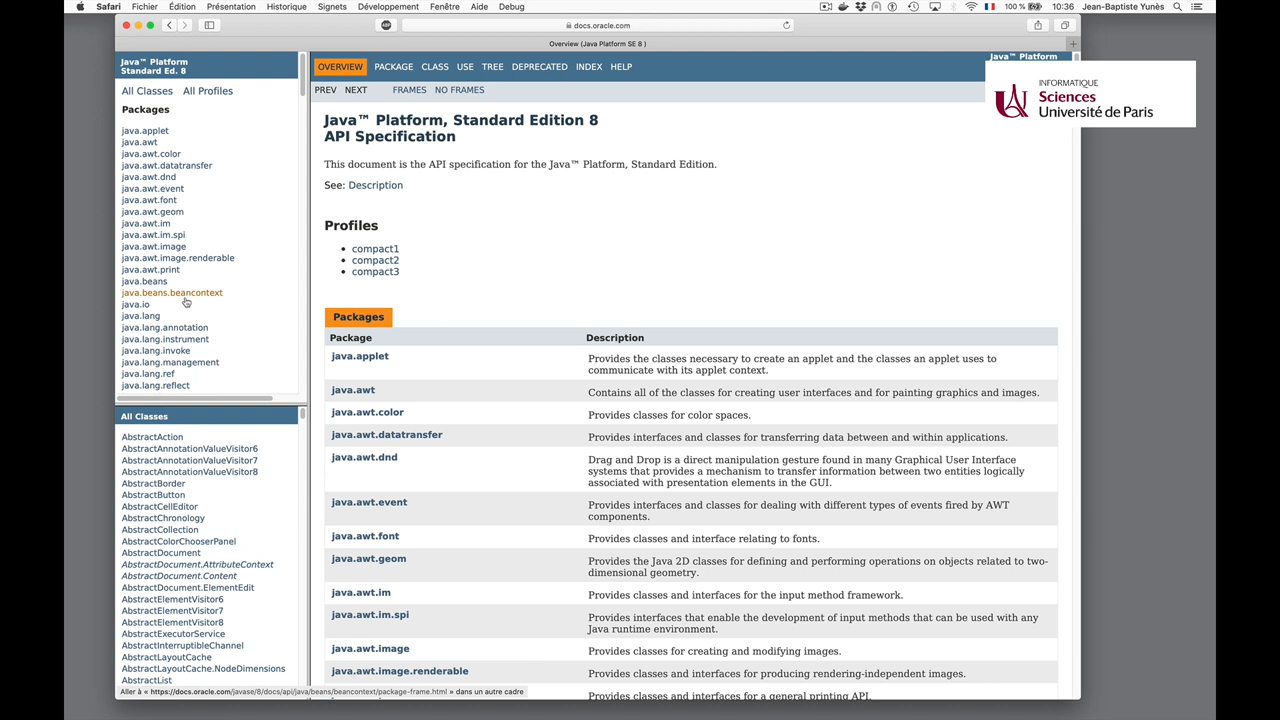 Safari Fichier Édition Présentation Historique Signets Développement Fenêtre Aide Debug 100 % 10:36 Jean-Baptiste Yunès
ABP docs.oracle.com
Overview (Java Platform SE 8 )
Java™ Platform
Standard Ed. 8
All Classes All Profiles
Packages
java.applet
java.awt
java.awt.color
java.awt.datatransfer
java.awt.dnd
java.awt.event
java.awt.font
java.awt.geom
java.awt.im
java.awt.im.spi
java.awt.image
java.awt.image.renderable
java.awt.print
java.beans
java.beans.beancontext
java.io
java.lang
java.lang.annotation
java.lang.instrument
java.lang.invoke
java.lang.management
java.lang.ref
java.lang.reflect
All Classes
AbstractAction
AbstractAnnotationValueVisitor6
AbstractAnnotationValueVisitor7
AbstractAnnotationValueVisitor8
AbstractBorder
AbstractButton
AbstractCellEditor
AbstractChronology
AbstractCollection
AbstractColorChooserPanel
AbstractDocument
AbstractDocument.AttributeContext
AbstractDocument.Content
AbstractDocument.ElementEdit
AbstractElementVisitor6
AbstractElementVisitor7
AbstractElementVisitor8
AbstractExecutorService
AbstractInterruptibleChannel
AbstractLayoutCache
AbstractLayoutCache.NodeDimensions
AbstractList
Aller à « https://docs.oracle.com/javase/8/docs/api/java/beans/beancontext/package-frame.html » dans un autre cadre
OVERVIEW PACKAGE CLASS USE TREE DEPRECATED INDEX HELP
Java™ Platform
PREV NEXT FRAMES NO FRAMES
INFORMATIQUE
Sciences
Université de Paris
Java™ Platform, Standard Edition 8
API Specification
This document is the API specification for the Java™ Platform, Standard Edition.
See: Description
Profiles
compact1
compact2
compact3
Packages
Package Description
java.applet Provides the classes necessary to create an applet and the classes an applet uses to
communicate with its applet context.
java.awt Contains all of the classes for creating user interfaces and for painting graphics and images.
java.awt.color Provides classes for color spaces.
java.awt.datatransfer Provides interfaces and classes for transferring data between and within applications.
java.awt.dnd Drag and Drop is a direct manipulation gesture found in many Graphical User Interface
systems that provides a mechanism to transfer information between two entities logically
associated with presentation elements in the GUI.
java.awt.event Provides interfaces and classes for dealing with different types of events fired by AWT
components.
java.awt.font Provides classes and interface relating to fonts.
java.awt.geom Provides the Java 2D classes for defining and performing operations on objects related to two-
dimensional geometry.
java.awt.im Provides classes and interfaces for the input method framework.
java.awt.im.spi Provides interfaces that enable the development of input methods that can be used with any
Java runtime environment.
java.awt.image Provides classes for creating and modifying images.
java.awt.image.renderable Provides classes and interfaces for producing rendering-independent images.
Provides classes and interfaces for a general printing API.